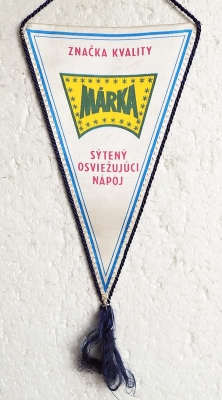 ZNAČKA KVALITY
MÁRKA
SÝTENÝ
OSVIEŽUJÚCI
NÁPOJ